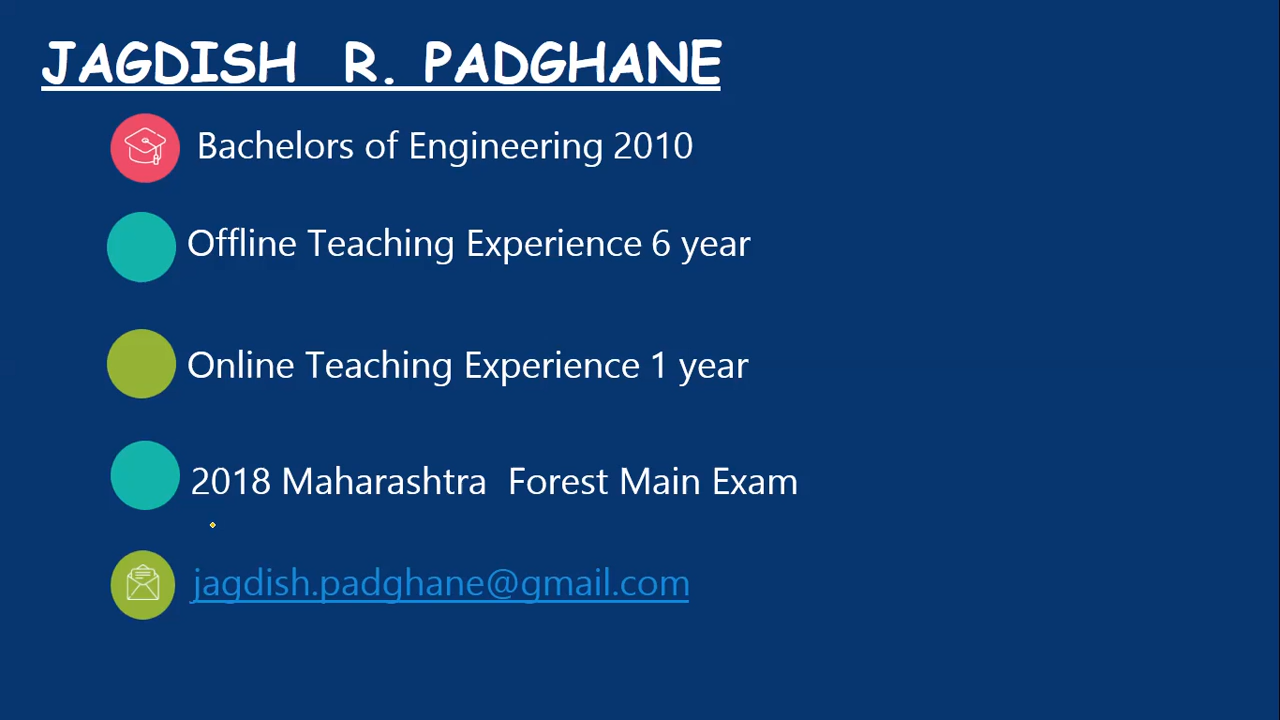 JAGDISH R. PADGHANE
Bachelors of Engineering 2010
Offline Teaching Experience 6 year
Online Teaching Experience 1 year
2018 Maharashtra Forest Main Exam
jagdish.padghane@gmail.com